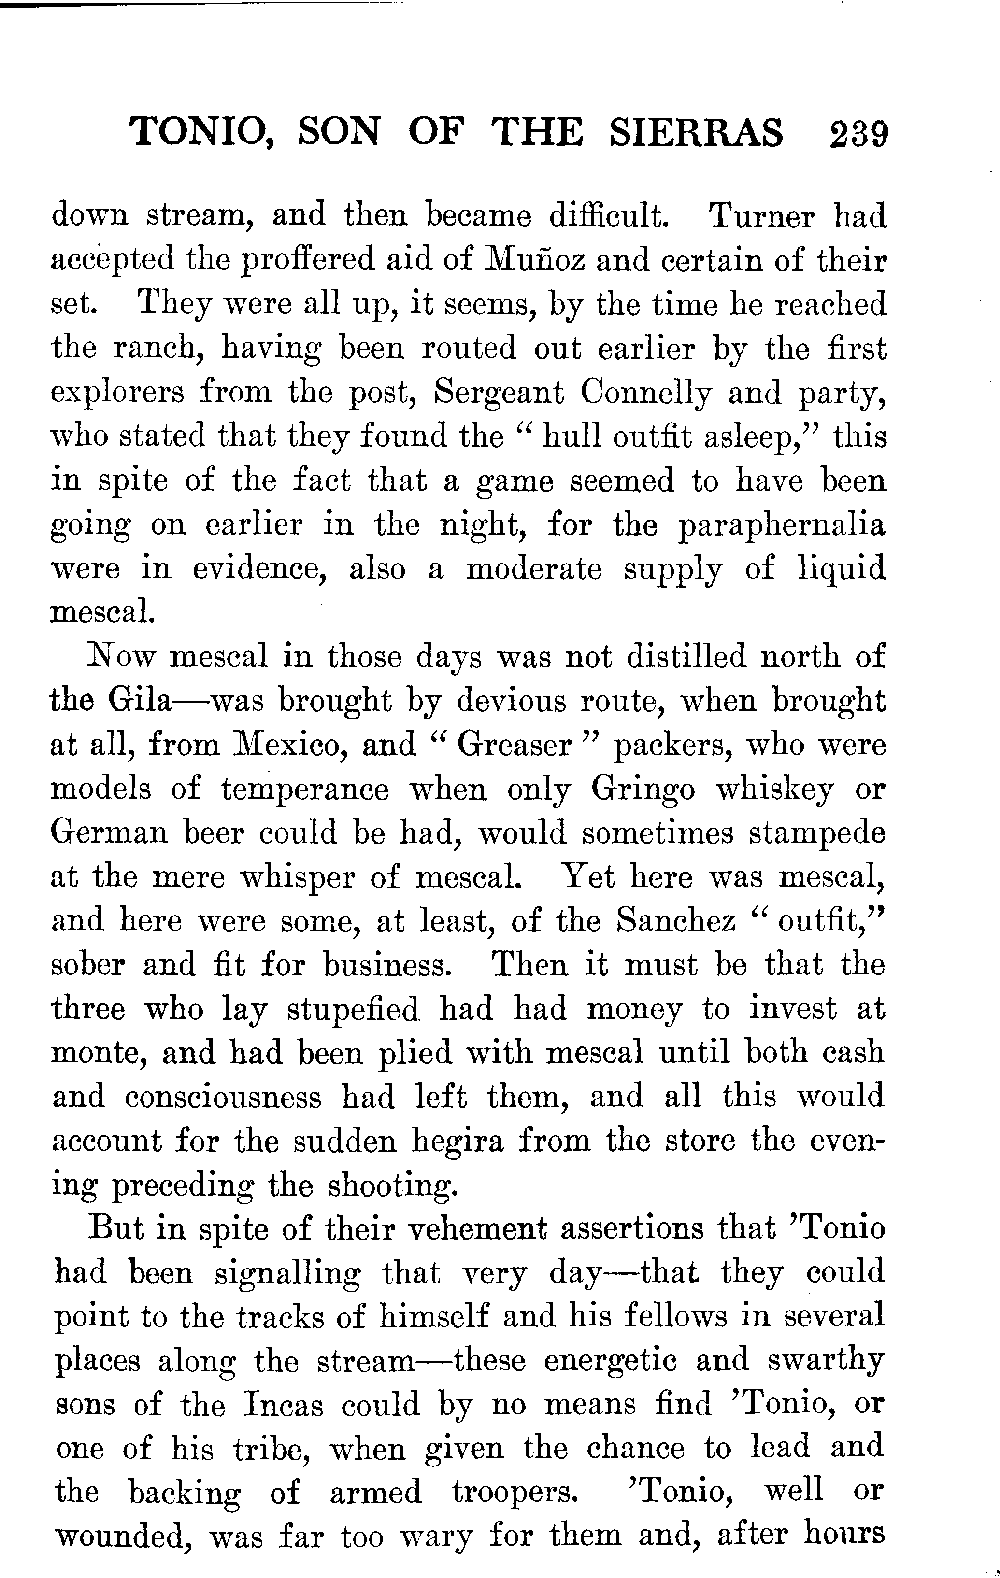 TONIO, SON OF THE SIERRAS 239
down stream, and then became difficult. Turner had
accepted the proffered aid of Muñoz and certain of their
set. They were all up, it seems, by the time he reached
the ranch, having been routed out earlier by the first
explorers from the post, Sergeant Connelly and party,
who stated that they found the “ hull outfit asleep,” this
in spite of the fact that a game seemed to have been
going on earlier in the night, for the paraphernalia
were in evidence, also a moderate supply of liquid
mescal.
Now mescal in those days was not distilled north of
the Gila—was brought by devious route, when brought
at all, from Mexico, and “ Greaser ” packers, who were
models of temperance when only Gringo whiskey or
German beer could be had, would sometimes stampede
at the mere whisper of mescal. Yet here was mescal,
and here were some, at least, of the Sanchez “ outfit,”
sober and fit for business. Then it must be that the
three who lay stupefied had had money to invest at
monte, and had been plied with mescal until both cash
and consciousness had left them, and all this would
account for the sudden hegira from the store the even-
ing preceding the shooting.
But in spite of their vehement assertions that ’Tonio
had been signalling that very day—that they could
point to the tracks of himself and his fellows in several
places along the stream—these energetic and swarthy
sons of the Incas could by no means find ’Tonio, or
one of his tribe, when given the chance to lead and
the backing of armed troopers. ’Tonio, well or
wounded, was far too wary for them and, after hours